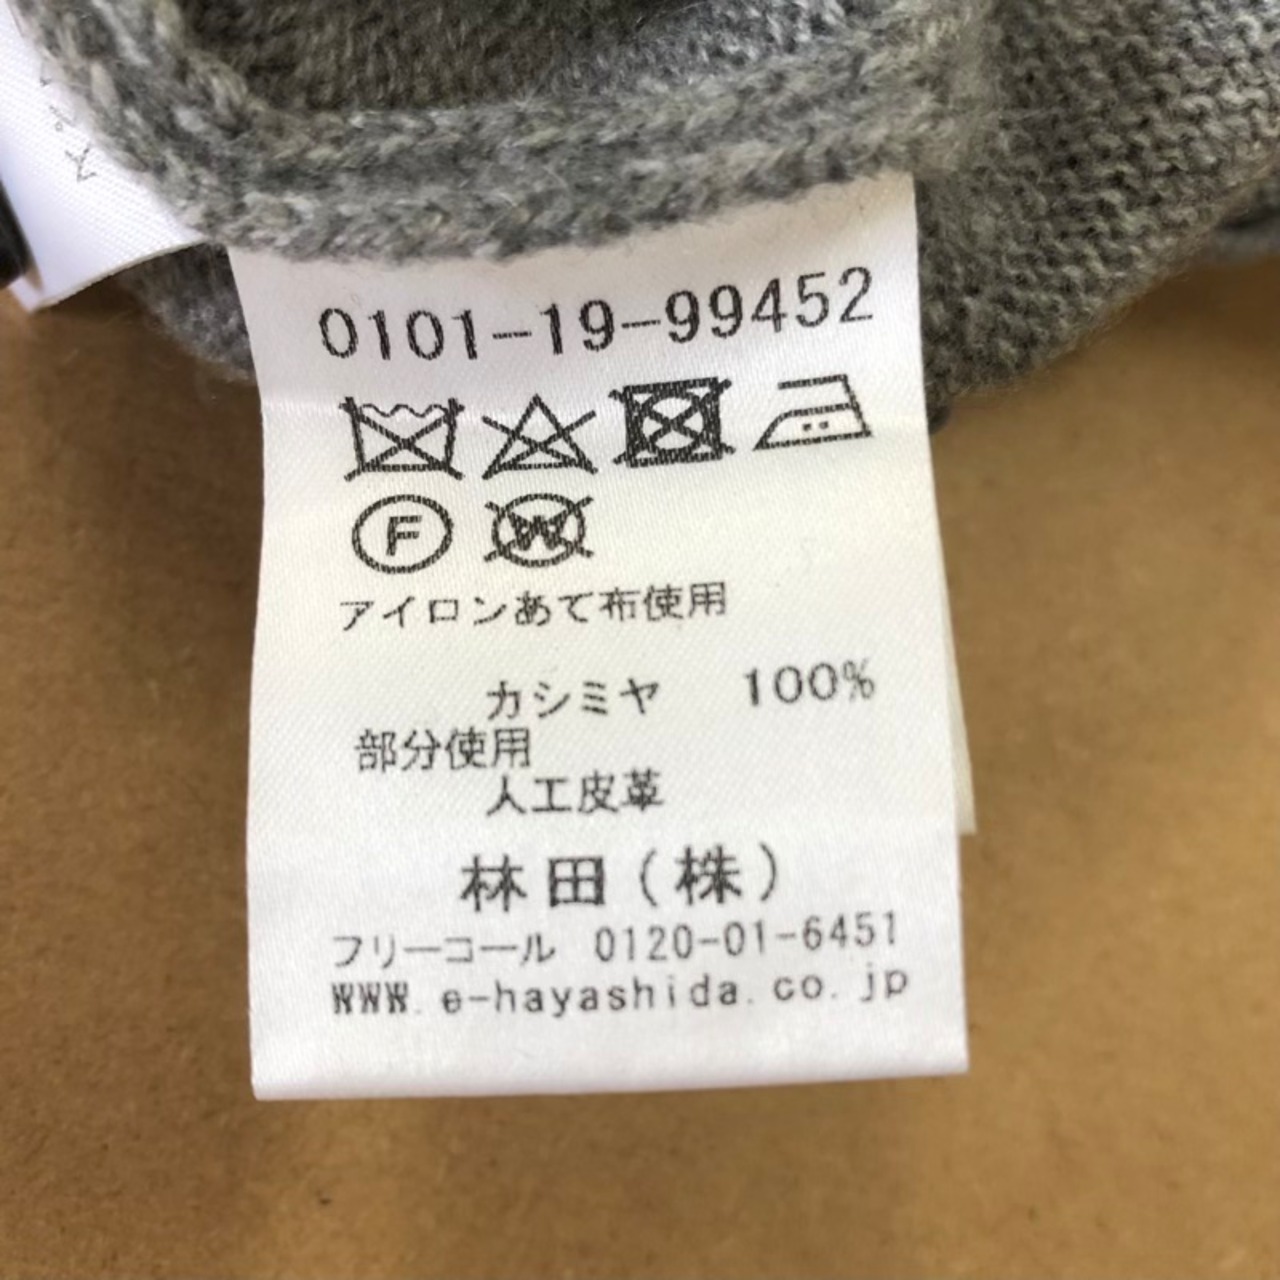 0101-19-99452
F W
アイロンあて布使用
カシミヤ 100%
部分使用
人工皮革
林田(株)
フリーコール 0120-01-6451
WWW.e-hayashida.co.jp